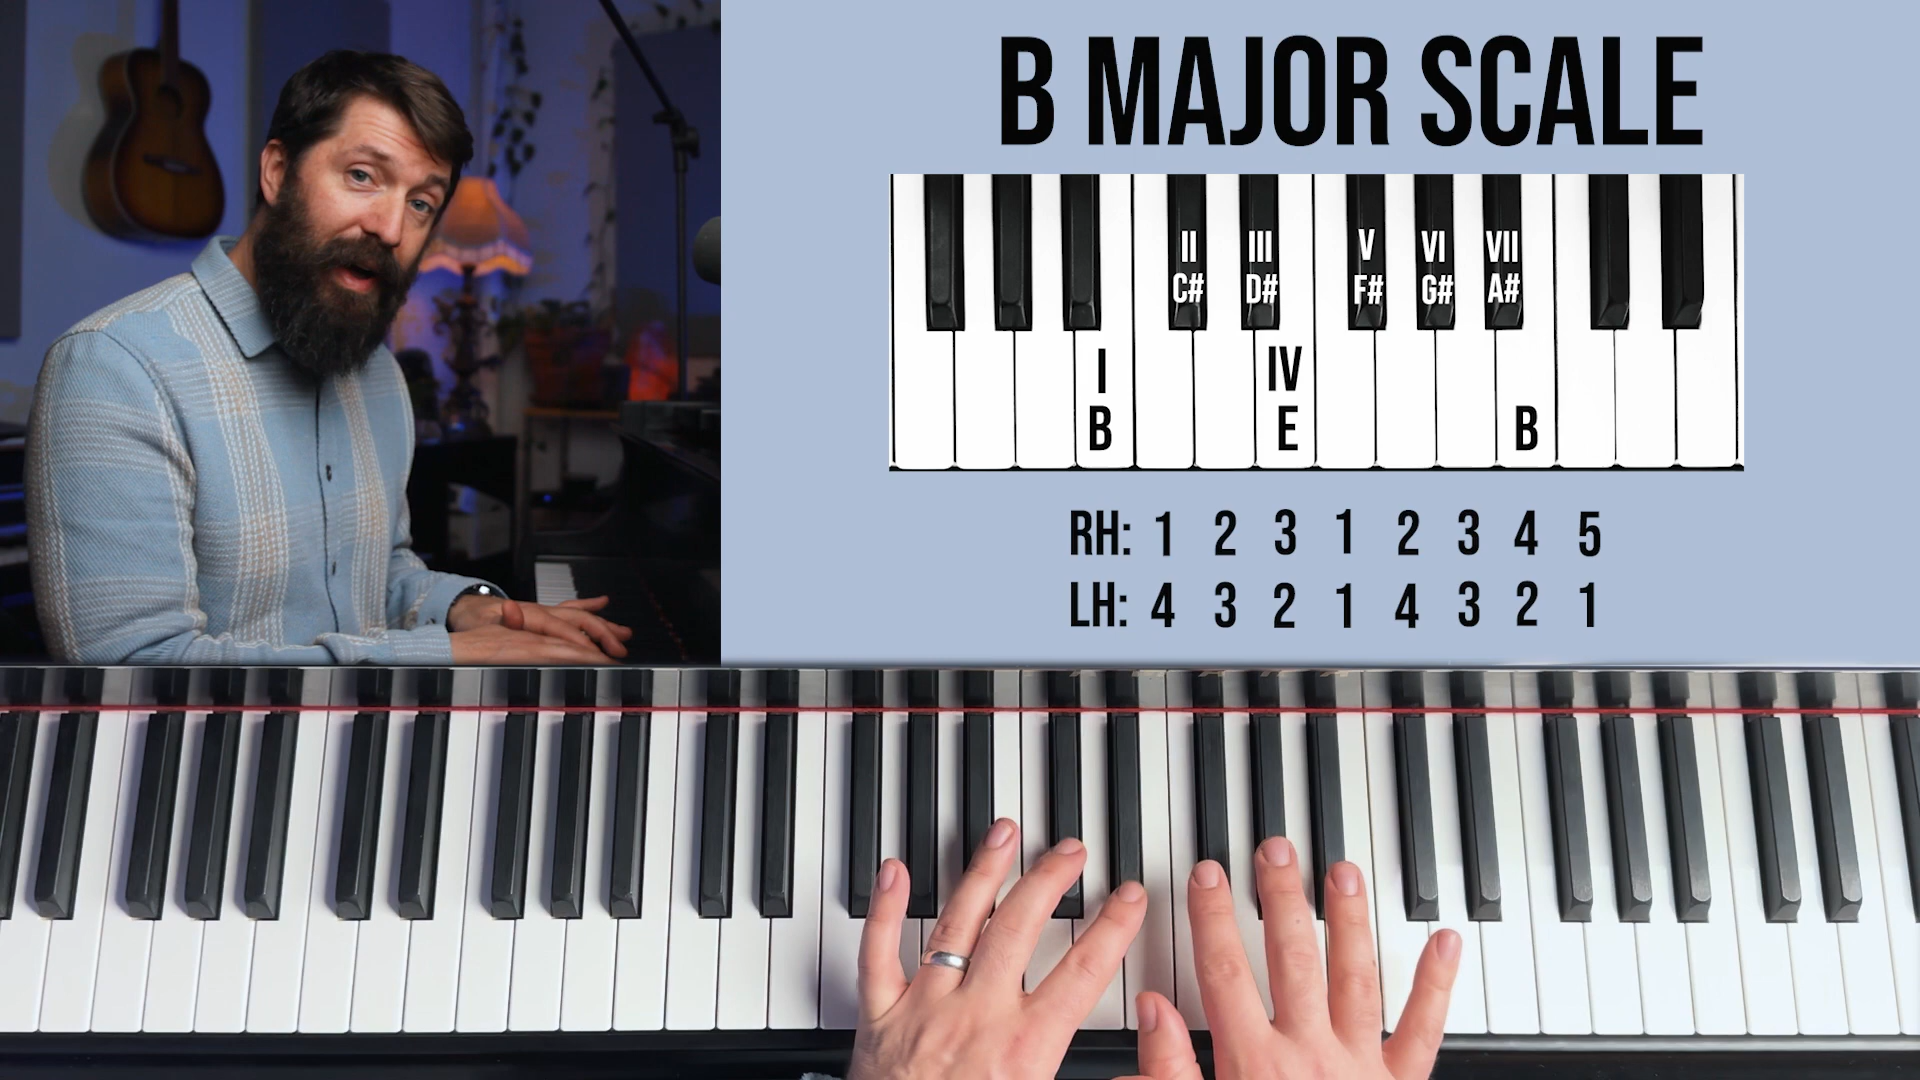 B MAJOR SCALE
II III V VI VII
C# D# F# G# A#
I IV
B E B
RH: 1 2 3 1 2 3 4 5
LH: 4 3 2 1 4 3 2 1